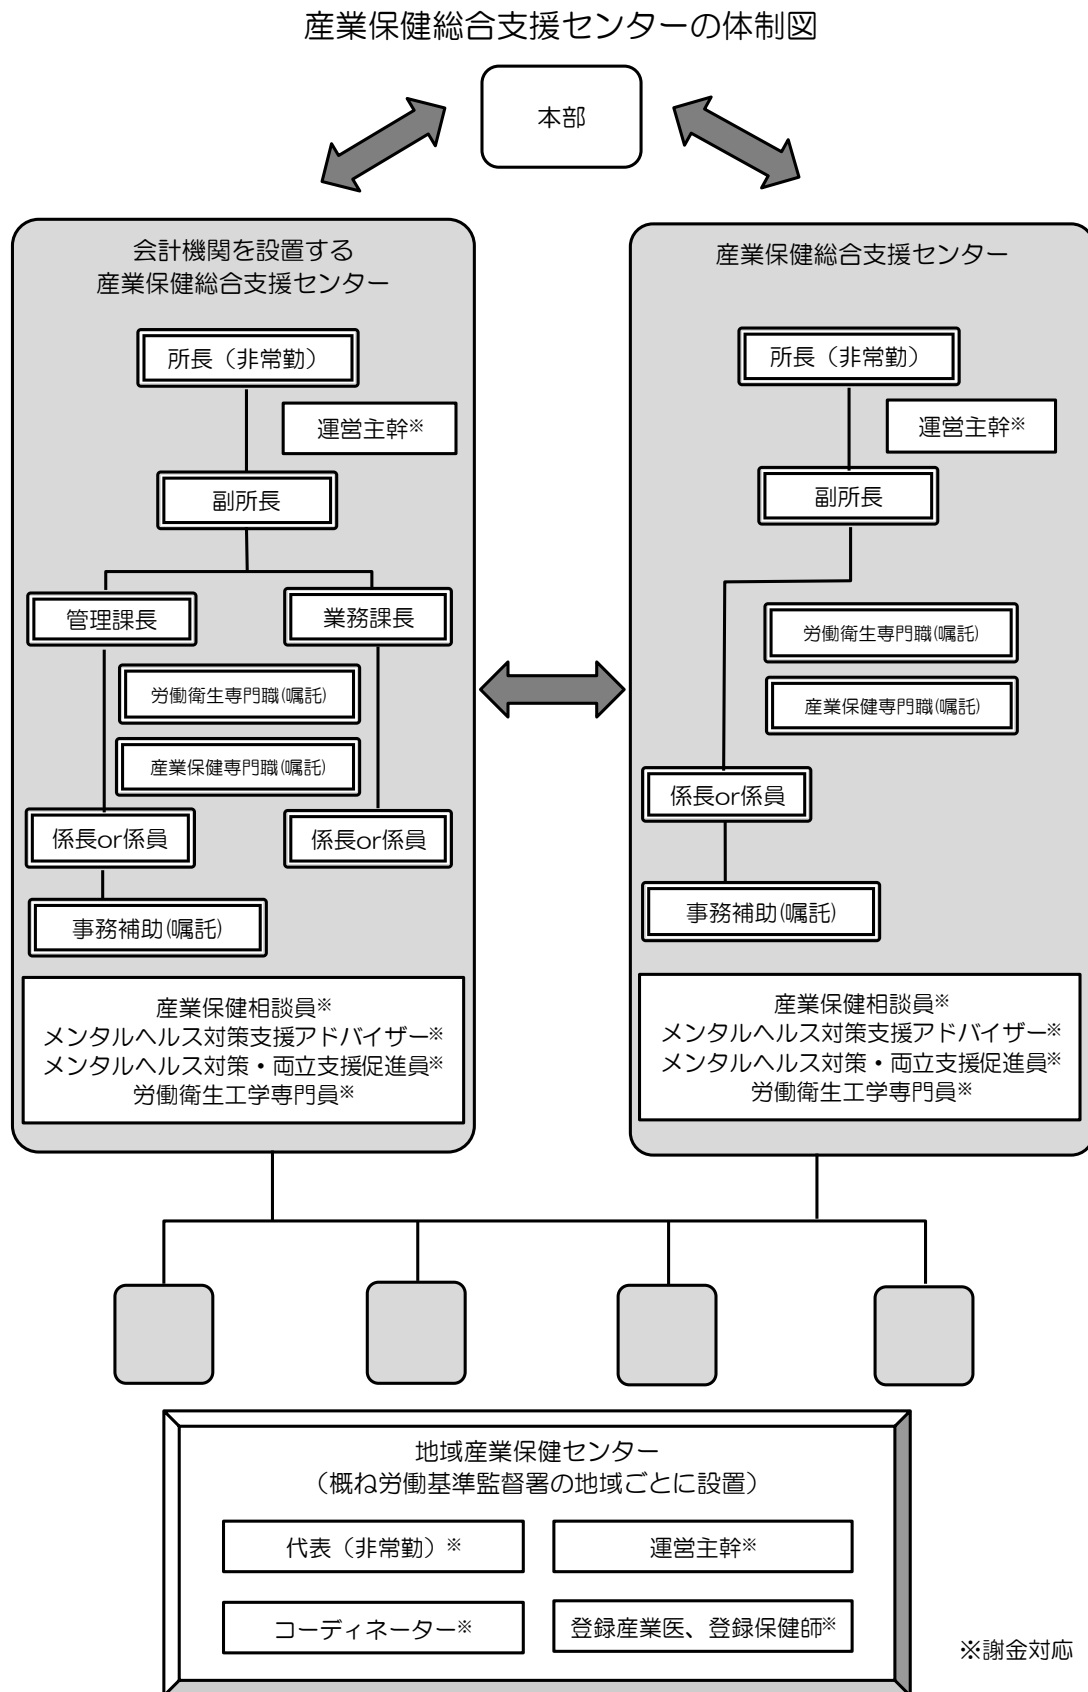 産業保健総合支援センターの体制図
本部
会計機関を設置する
産業保健総合支援センター
所長（非常勤）
運営主幹※
副所長
管理課長
業務課長
労働衛生専門職(嘱託)
産業保健専門職(嘱託)
係長or係員
係長or係員
事務補助(嘱託)
産業保健相談員※
メンタルヘルス対策支援アドバイザー※
メンタルヘルス対策・両立支援促進員※
労働衛生工学専門員※
産業保健総合支援センター
所長（非常勤）
運営主幹※
副所長
労働衛生専門職(嘱託)
産業保健専門職(嘱託)
係長or係員
事務補助(嘱託)
産業保健相談員※
メンタルヘルス対策支援アドバイザー※
メンタルヘルス対策・両立支援促進員※
労働衛生工学専門員※
地域産業保健センター
（概ね労働基準監督署の地域ごとに設置）
代表（非常勤）※
運営主幹※
コーディネーター※
登録産業医、登録保健師※
※謝金対応